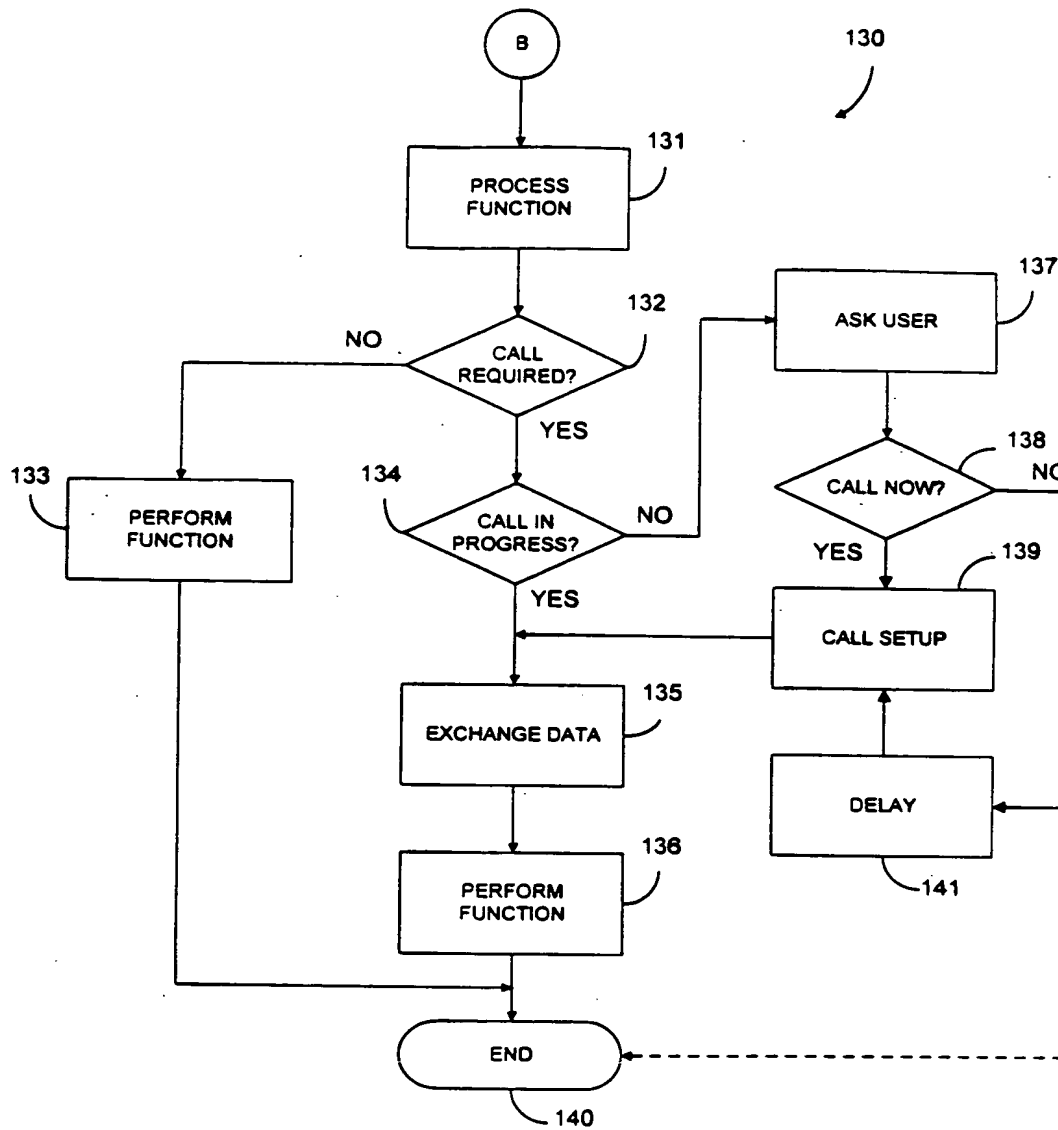 B
130
131
PROCESS
FUNCTION
132
NO
CALL
REQUIRED?
YES
137
ASK USER
133
PERFORM
FUNCTION
134
CALL IN
PROGRESS?
NO
YES
138
CALL NOW?
NO
YES
139
CALL SETUP
135
EXCHANGE DATA
DELAY
141
136
PERFORM
FUNCTION
END
140